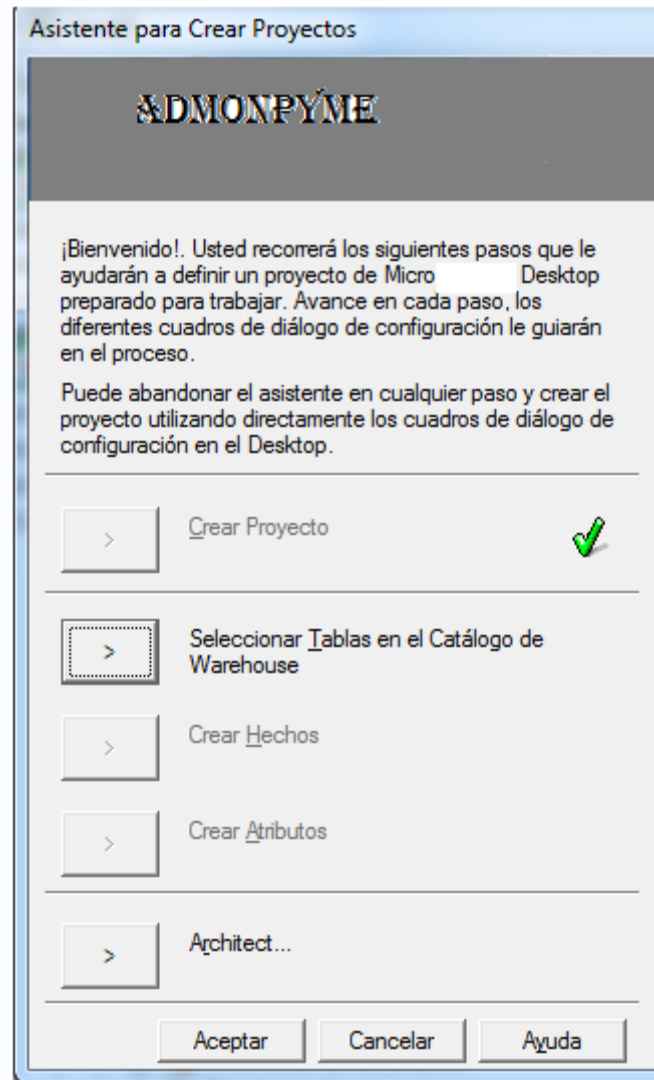 Asistente para Crear Proyectos
ADMONPYME
¡Bienvenido!. Usted recorrerá los siguientes pasos que le
ayudarán a definir un proyecto de Micro Desktop
preparado para trabajar. Avance en cada paso, los
diferentes cuadros de diálogo de configuración le guiarán
en el proceso.
Puede abandonar el asistente en cualquier paso y crear el
proyecto utilizando directamente los cuadros de diálogo de
configuración en el Desktop.
> Crear Proyecto
> Seleccionar Tablas en el Catálogo de
Warehouse
> Crear Hechos
> Crear Atributos
> Architect...
Aceptar Cancelar Ayuda